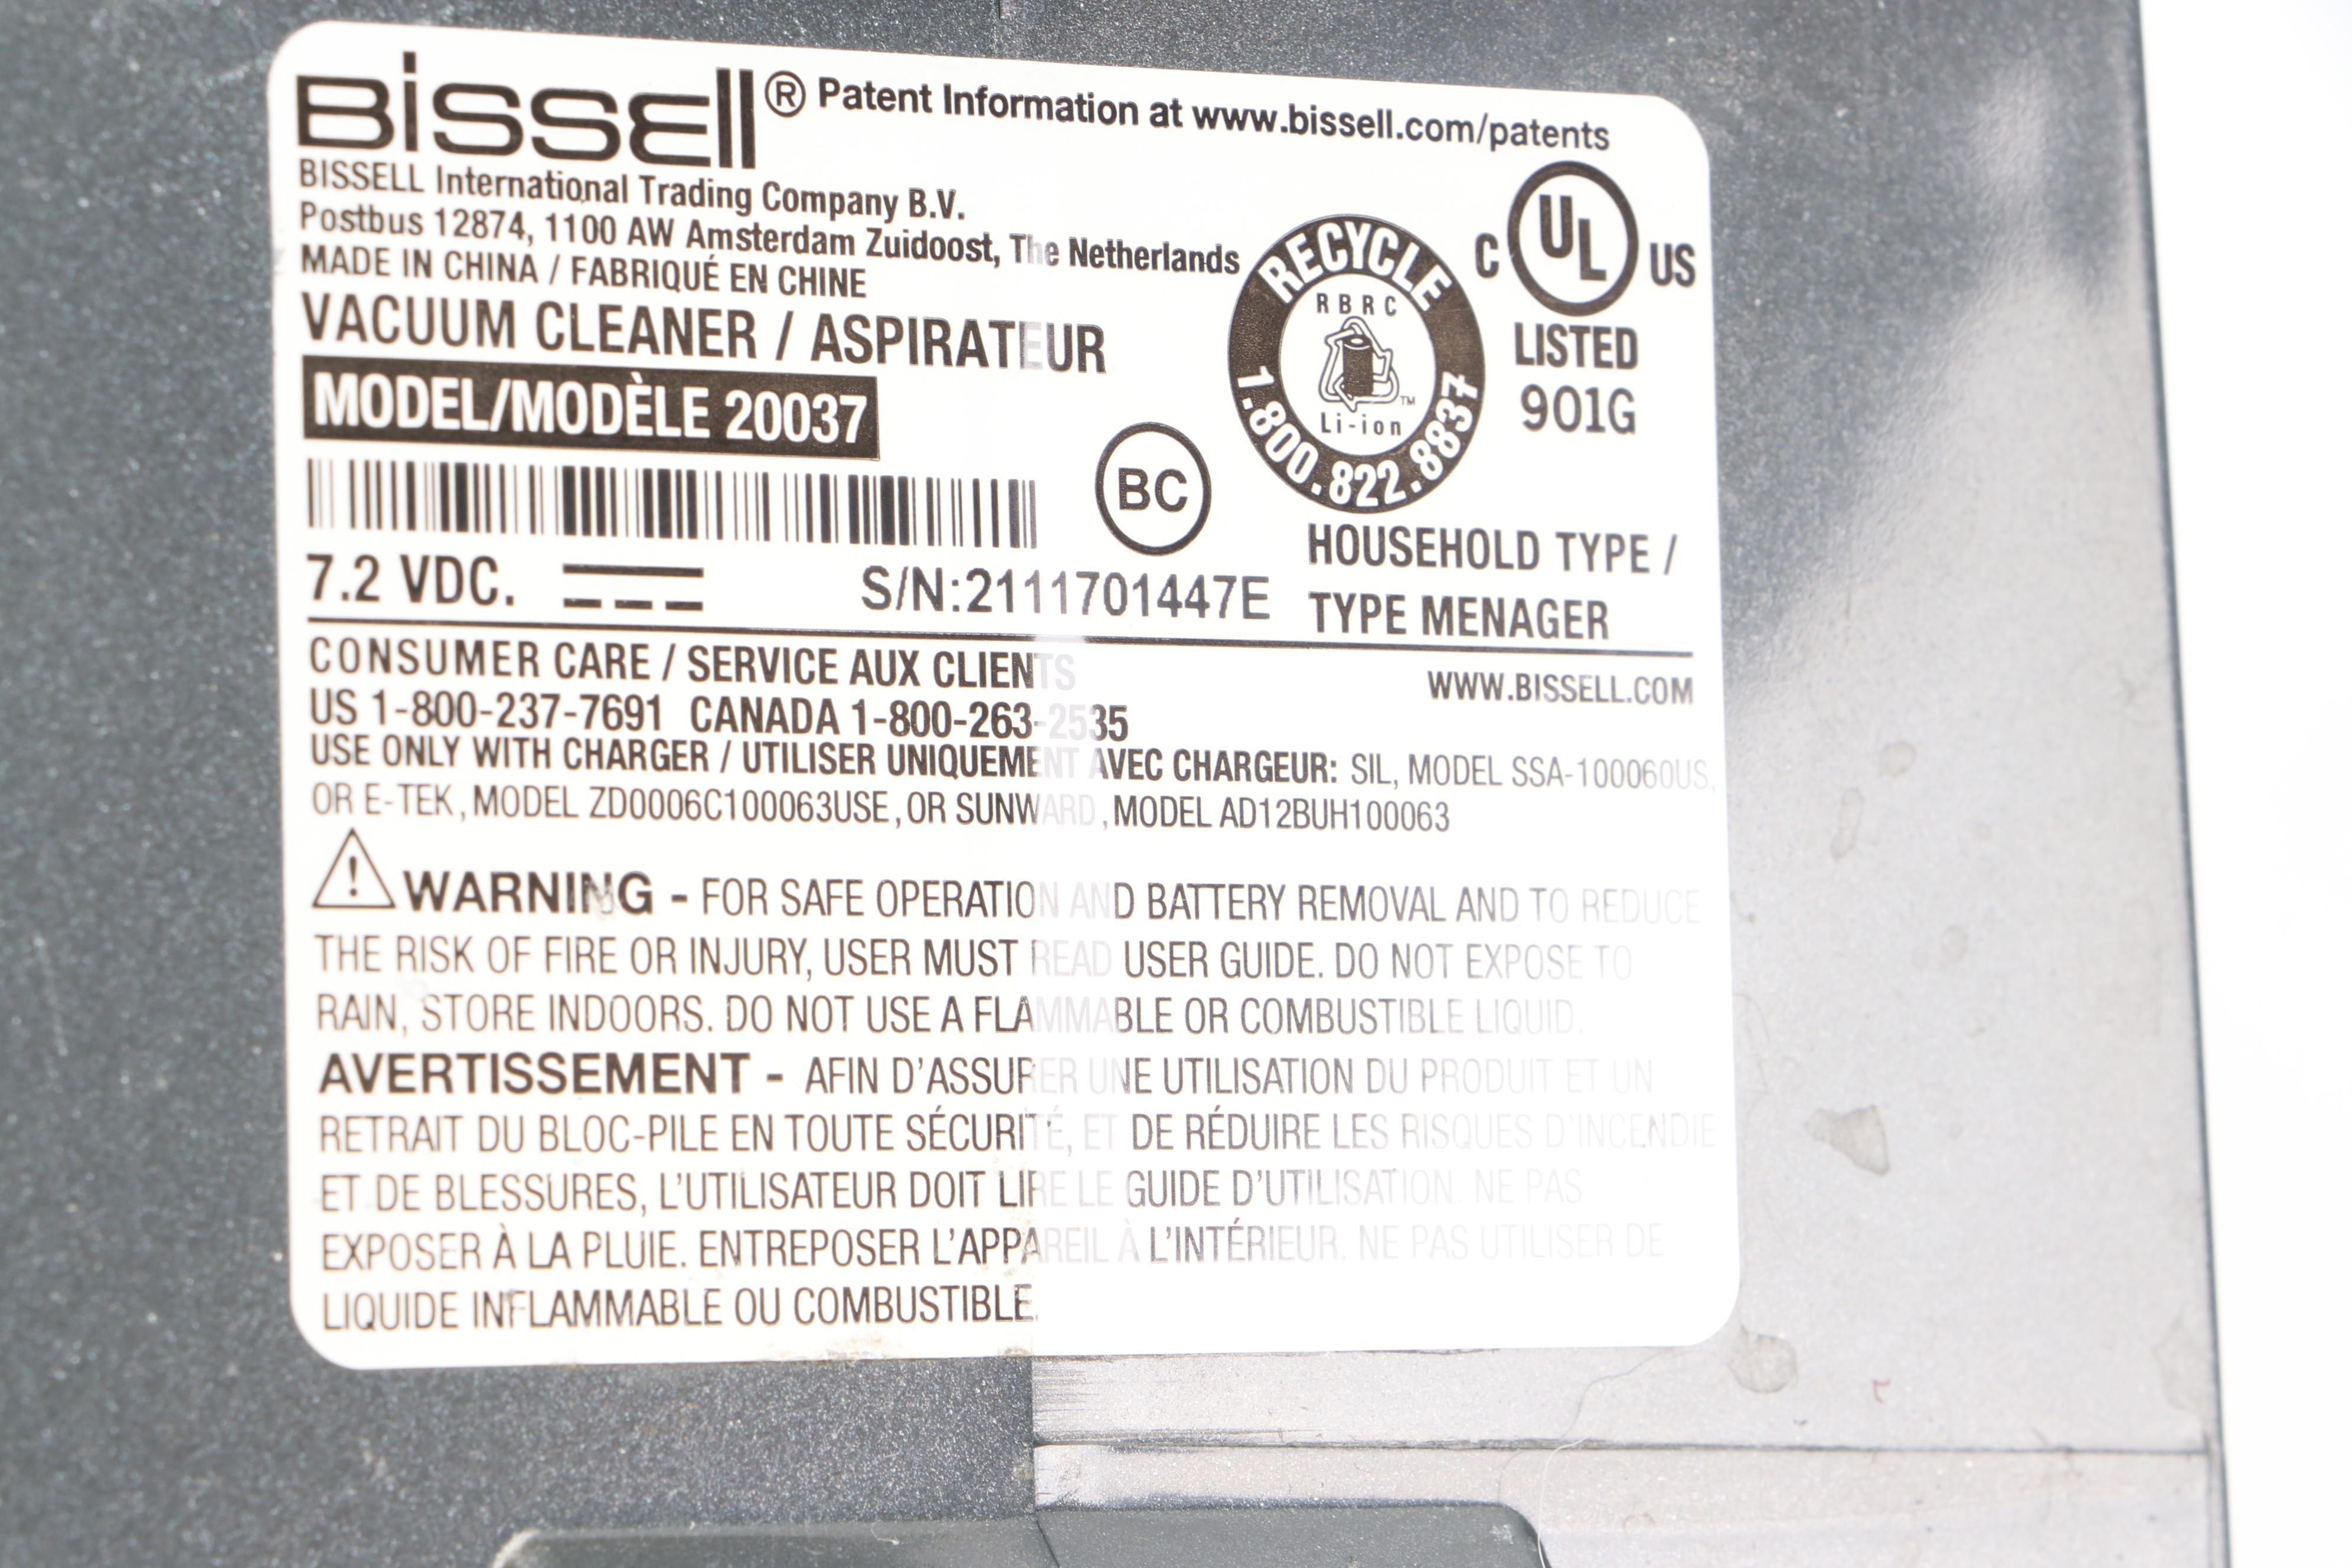 Bissell® Patent Information at www.bissell.com/patents
BISSELL International Trading Company B.V.
Postbus 12874, 1100 AW Amsterdam Zuidoost, The Netherlands
MADE IN CHINA / FABRIQUÉ EN CHINE
VACUUM CLEANER / ASPIRATEUR
MODEL/MODÈLE 20037
RECYCLE
RBRC
™
Li-ion
1.800.822.8837
C UL US
LISTED
901G
BC
7.2 VDC.
S/N:2111701447E
HOUSEHOLD TYPE /
TYPE MENAGER
CONSUMER CARE / SERVICE AUX CLIENTS
WWW.BISSELL.COM
US 1-800-237-7691 CANADA 1-800-263-2535
USE ONLY WITH CHARGER / UTILISER UNIQUEMENT AVEC CHARGEUR: SIL, MODEL SSA-100060US,
OR E-TEK, MODEL ZD0006C100063USE, OR SUNWARD, MODEL AD12BUH100063
! WARNING - FOR SAFE OPERATION AND BATTERY REMOVAL AND TO REDUCE
THE RISK OF FIRE OR INJURY, USER MUST READ USER GUIDE. DO NOT EXPOSE TO
RAIN, STORE INDOORS. DO NOT USE A FLAMMABLE OR COMBUSTIBLE LIQUID.
AVERTISSEMENT - AFIN D'ASSURER UNE UTILISATION DU PRODUIT ET UN
RETRAIT DU BLOC-PILE EN TOUTE SÉCURITÉ, ET DE RÉDUIRE LES RISQUES D'INCENDIE
ET DE BLESSURES, L'UTILISATEUR DOIT LIRE LE GUIDE D'UTILISATION. NE PAS
EXPOSER À LA PLUIE. ENTREPOSER L'APPAREIL À L'INTÉRIEUR. NE PAS UTILISER DE
LIQUIDE INFLAMMABLE OU COMBUSTIBLE.